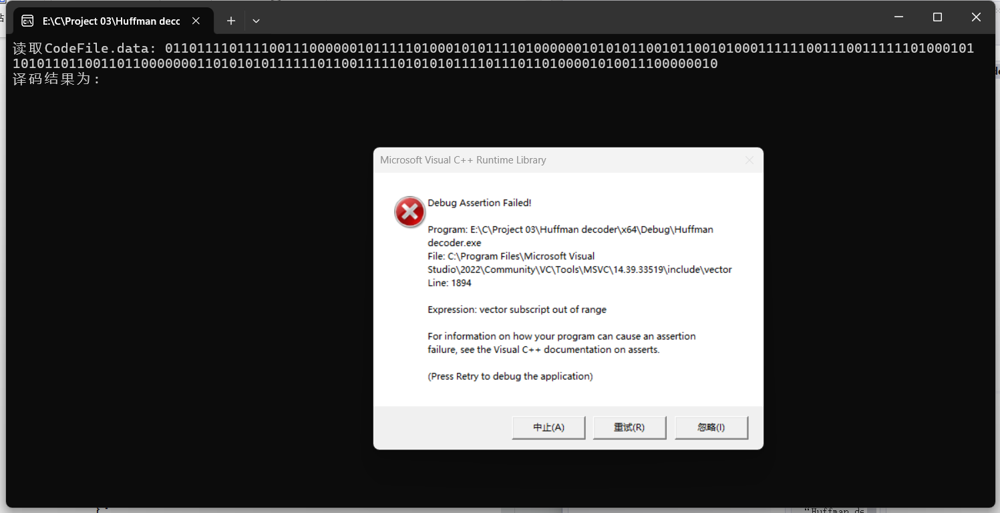 E:\C\Project 03\Huffman decc
读取CodeFile.data: 0110111101111001110000001011111010001010111101000000101010110010110010100011111100111001111110100010​1
1010110110011011000000011010101011111101100111110101010111101110110100001010011100000010
译码结果为:
Microsoft Visual C++ Runtime Library
Debug Assertion Failed!
Program: E:\C\Project 03\Huffman decoder\x64\Debug\Huffman
decoder.exe
File: C:\Program Files\Microsoft Visual
Studio\2022\Community\VC\Tools\MSVC\14.39.33519\include\vector
Line: 1894
Expression: vector subscript out of range
For information on how your program can cause an assertion
failure, see the Visual C++ documentation on asserts.
(Press Retry to debug the application)
中止(A)
重试(R)
忽略(I)
"Huffman de